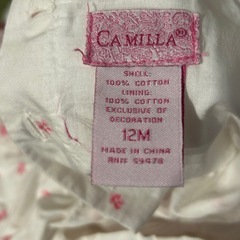 CAMILLA®
SHELL:
100% COTTON
LINING:
100% COTTON
EXCLUSIVE OF
DECORATION
12M
MADE IN CHINA
RN# 59478